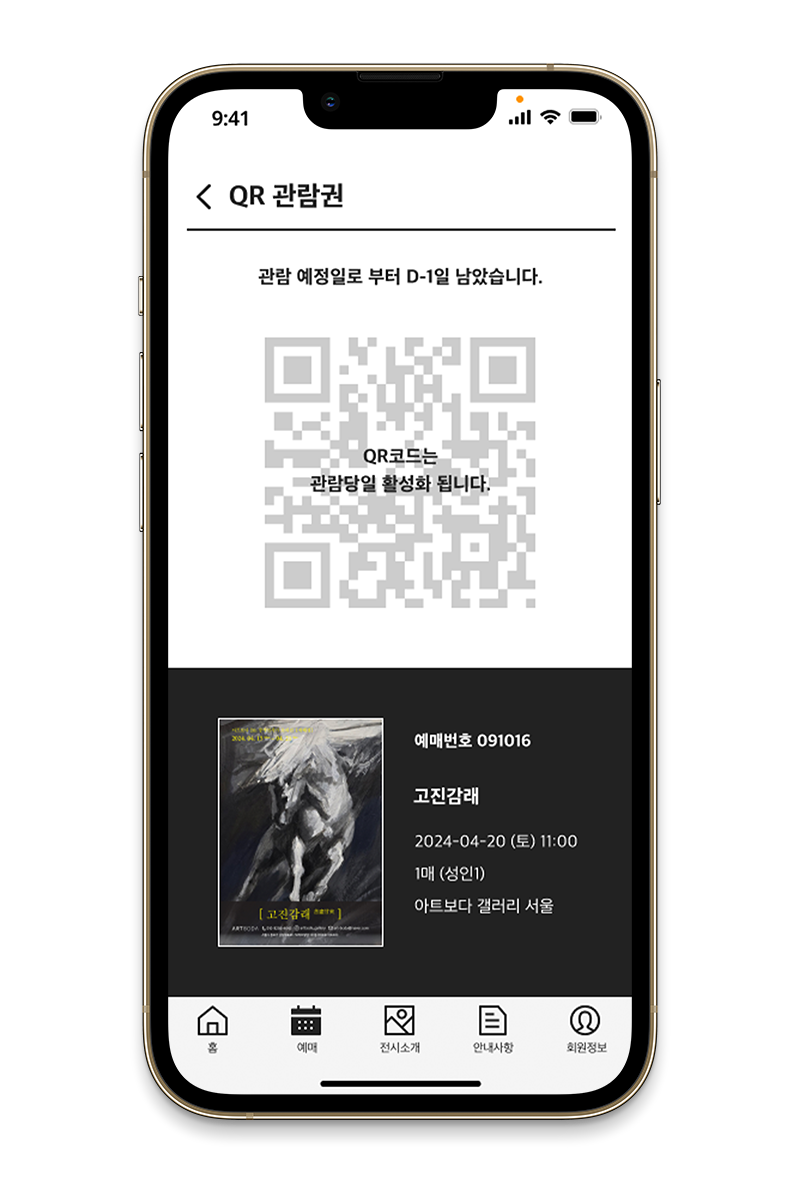 9:41
QR 관람권
관람 예정일로 부터 D-1일 남았습니다.
QR코드는
관람당일 활성화 됩니다.
예매번호 091016
고진감래
2024-04-20 (토) 11:00
1매 (성인1)
아트보다 갤러리 서울
[ 고진감래 ]
ARTBODA
홈
예매
전시소개
안내사항
회원정보